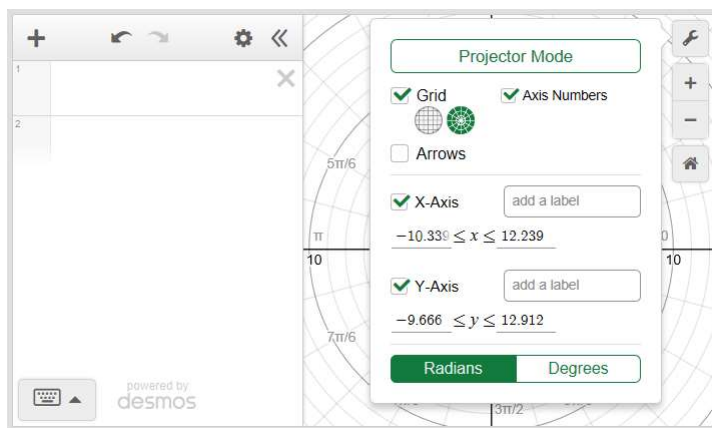 1
2
powered by
desmos
Projector Mode
Grid
Axis Numbers
Arrows
X-Axis
add a label
−10.339 ≤ x ≤ 12.239
Y-Axis
add a label
−9.666 ≤ y ≤ 12.912
Radians
Degrees
5π/6
π
0
10
10
7π/6
3π/2